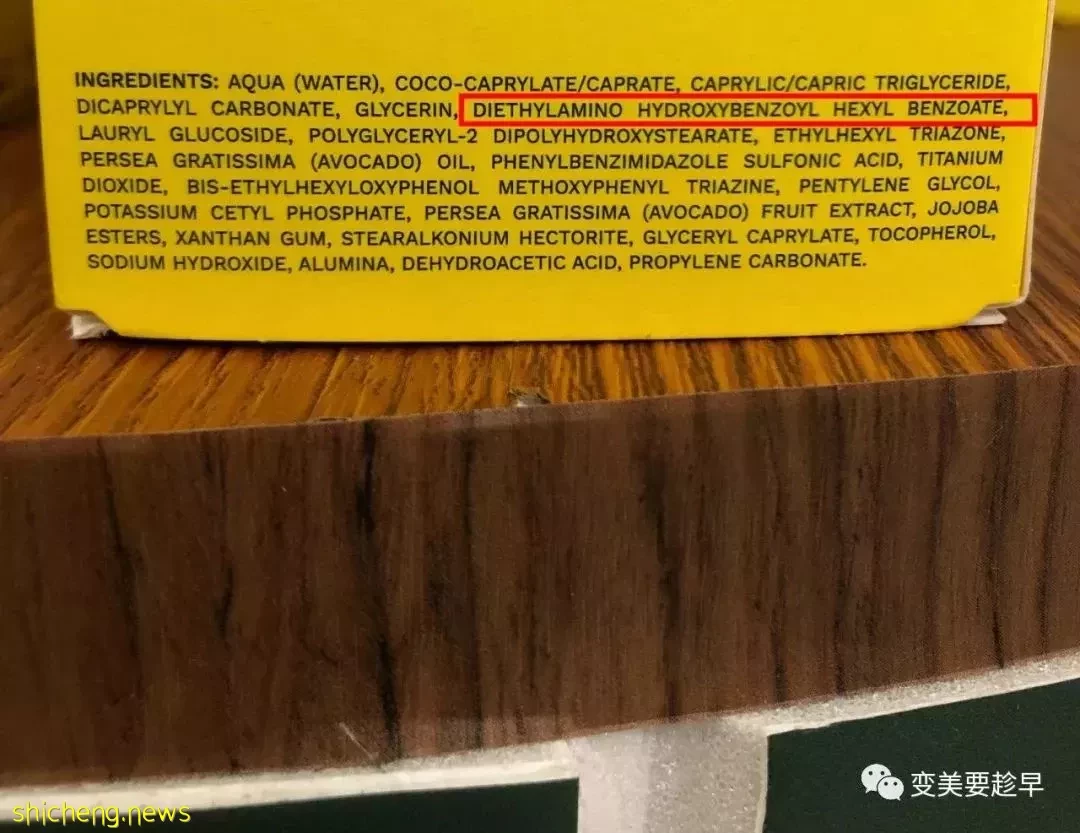 INGREDIENTS: AQUA (WATER), COCO-CAPRYLATE/CAPRATE, CAPRYLIC/CAPRIC TRIGLYCERIDE,
DICAPRYLYL CARBONATE, GLYCERIN, DIETHYLAMINO HYDROXYBENZOYL HEXYL BENZOATE,
LAURYL GLUCOSIDE, POLYGLYCERYL-2 DIPOLYHYDROXYSTEARATE, ETHYLHEXYL TRIAZONE,
PERSEA GRATISSIMA (AVOCADO) OIL, PHENYLBENZIMIDAZOLE SULFONIC ACID, TITANIUM
DIOXIDE, BIS-ETHYLHEXYLOXYPHENOL METHOXYPHENYL TRIAZINE, PENTYLENE GLYCOL,
POTASSIUM CETYL PHOSPHATE, PERSEA GRATISSIMA (AVOCADO) FRUIT EXTRACT, JOJOBA
ESTERS, XANTHAN GUM, STEARALKONIUM HECTORITE, GLYCERYL CAPRYLATE, TOCOPHEROL,
SODIUM HYDROXIDE, ALUMINA, DEHYDROACETIC ACID, PROPYLENE CARBONATE.
变美要趁早
shicheng.news